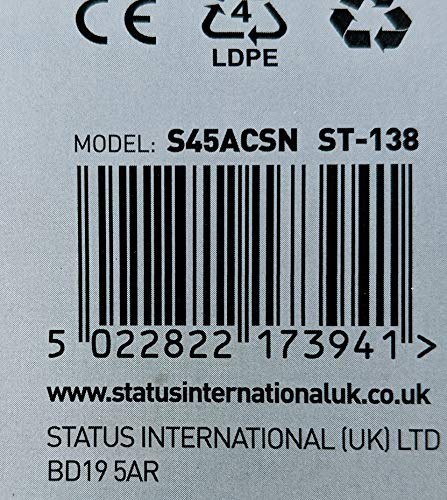 CE 4
LDPE
MODEL: S45ACSN ST-138
5 022822 173941 >
www.statusinternationaluk.co.uk
STATUS INTERNATIONAL (UK) LTD
BD19 5AR